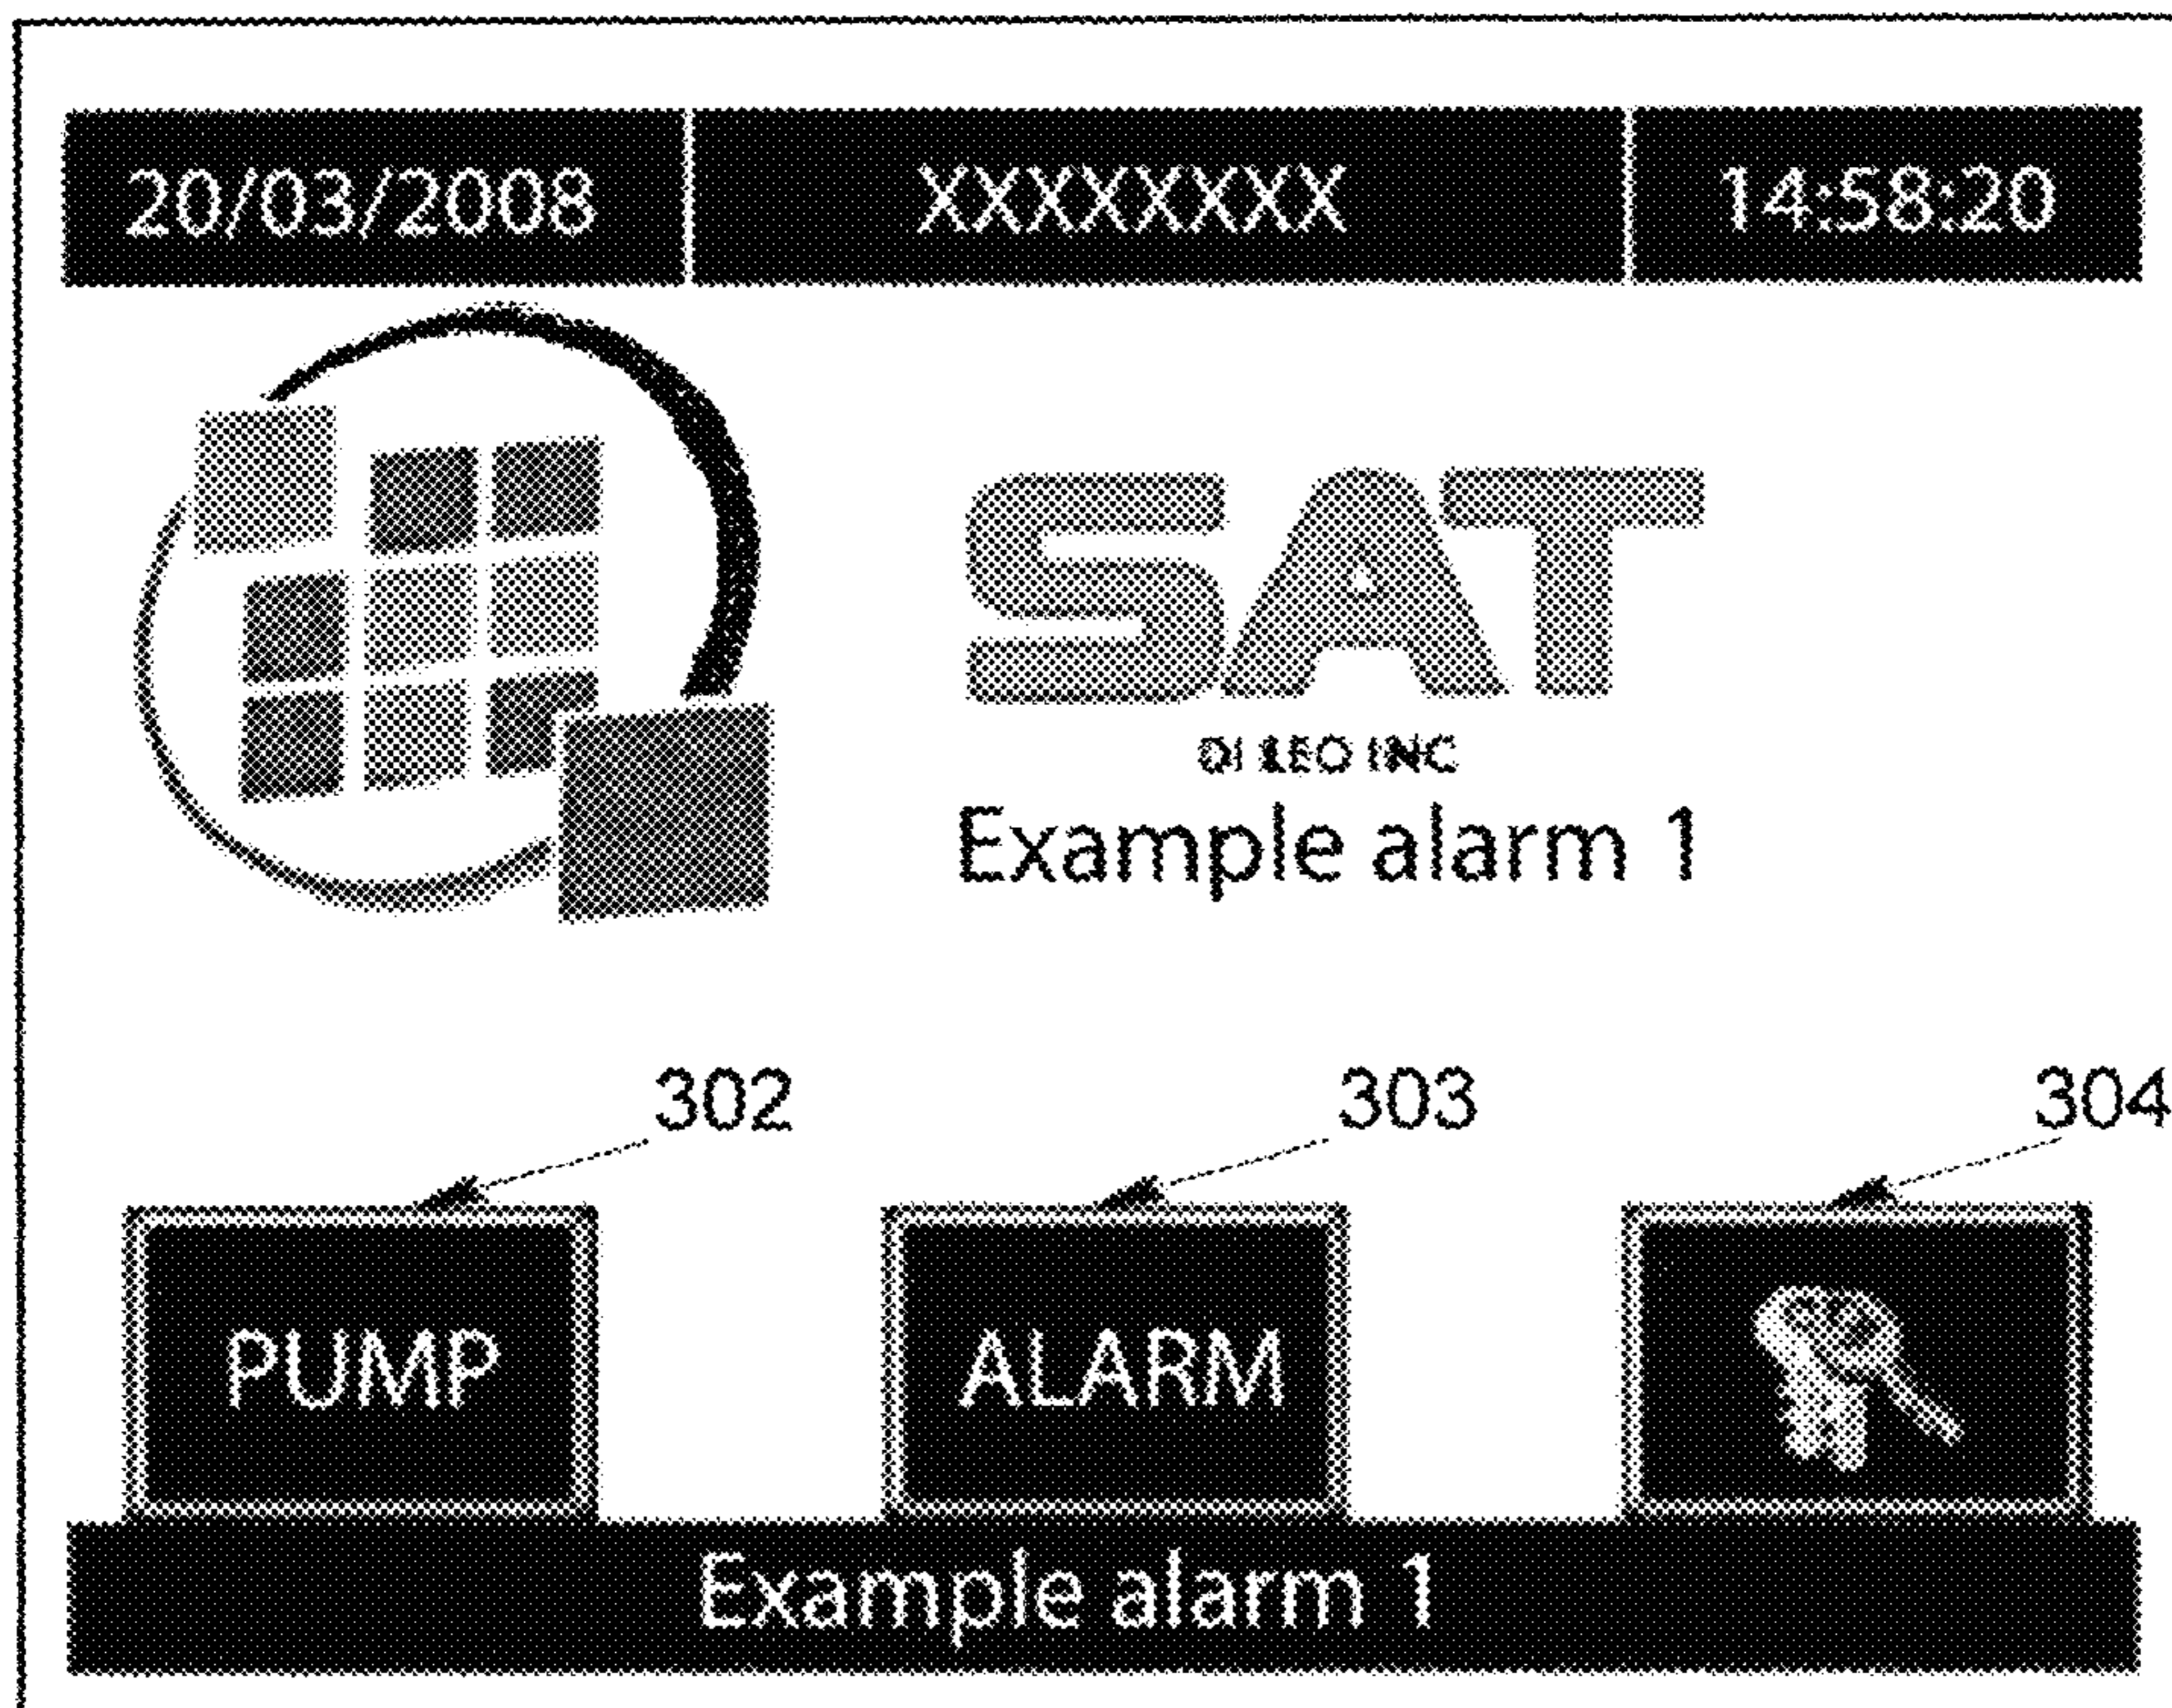 20/03/2008 XXXXXXXX 14:58:20
SAT
DI LEO INC
Example alarm 1
302 303 304
PUMP ALARM
Example alarm 1